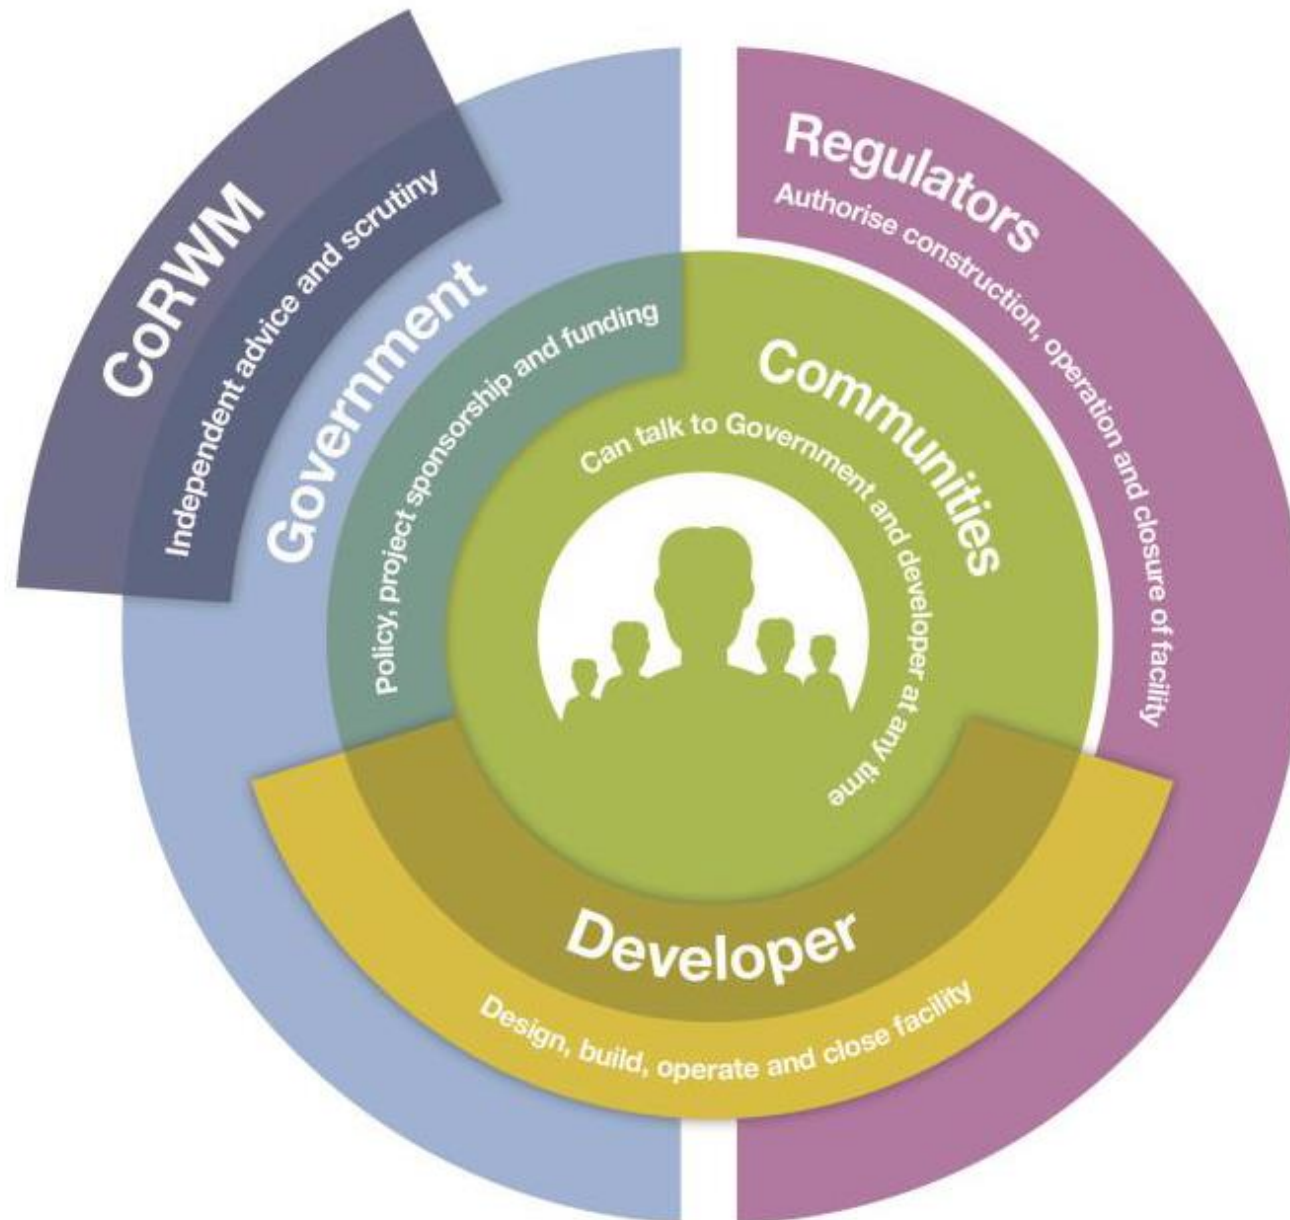 CoRWM
Independent advice and scrutiny
Government
Policy, project sponsorship and funding
Regulators
Authorise construction, operation and closure of facility
Communities
Can talk to Government and developer at any time
Developer
Design, build, operate and close facility